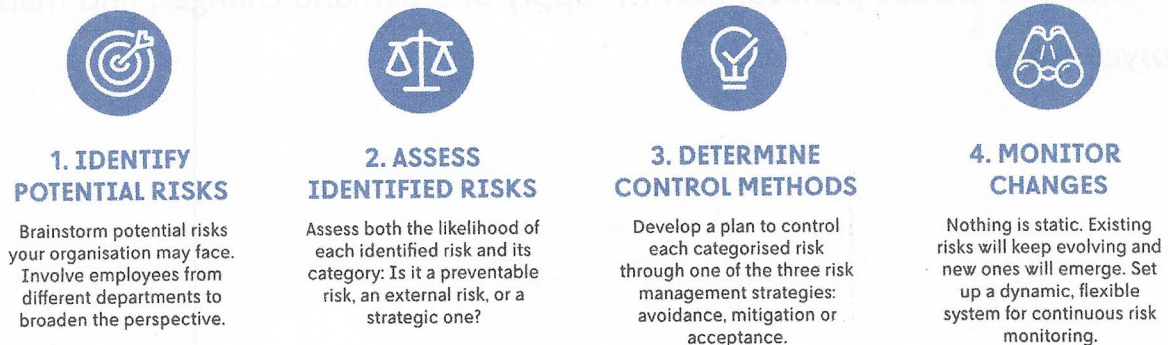 1. IDENTIFY
POTENTIAL RISKS
Brainstorm potential risks
your organisation may face.
Involve employees from
different departments to
broaden the perspective.
2. ASSESS
IDENTIFIED RISKS
Assess both the likelihood of
each identified risk and its
category: Is it a preventable
risk, an external risk, or a
strategic one?
3. DETERMINE
CONTROL METHODS
Develop a plan to control
each categorised risk
through one of the three risk
management strategies:
avoidance, mitigation or
acceptance.
4. MONITOR
CHANGES
Nothing is static. Existing
risks will keep evolving and
new ones will emerge. Set
up a dynamic, flexible
system for continuous risk
monitoring.